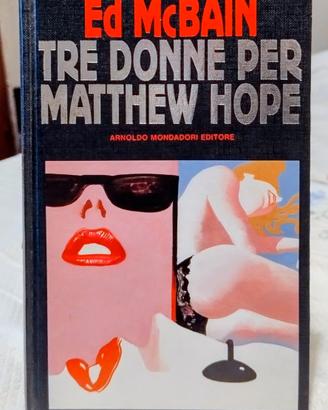 Ed McBAIN
TRE DONNE PER
MATTHEW HOPE
ARNOLDO MONDADORI EDITORE